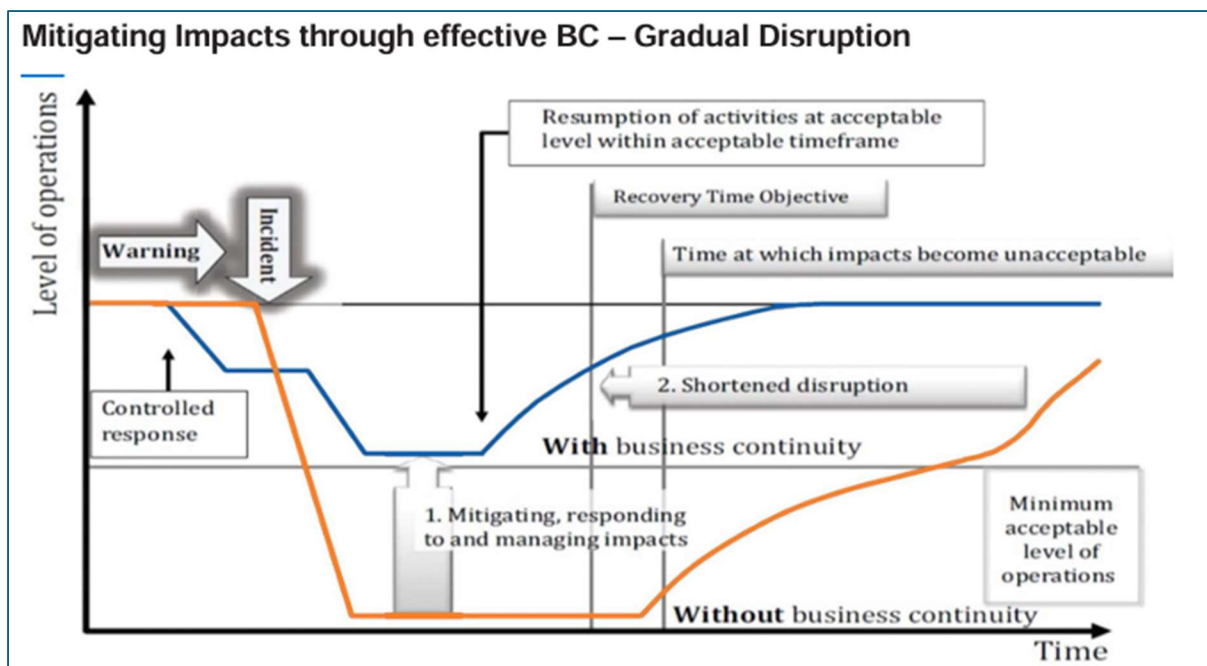 Mitigating Impacts through effective BC – Gradual Disruption
Level of operations
Resumption of activities at acceptable
level within acceptable timeframe
Recovery Time Objective
Incident
Warning
Time at which impacts become unacceptable
2. Shortened disruption
Controlled
response
With business continuity
1. Mitigating, responding
to and managing impacts
Minimum
acceptable
level of
operations
Without business continuity
Time